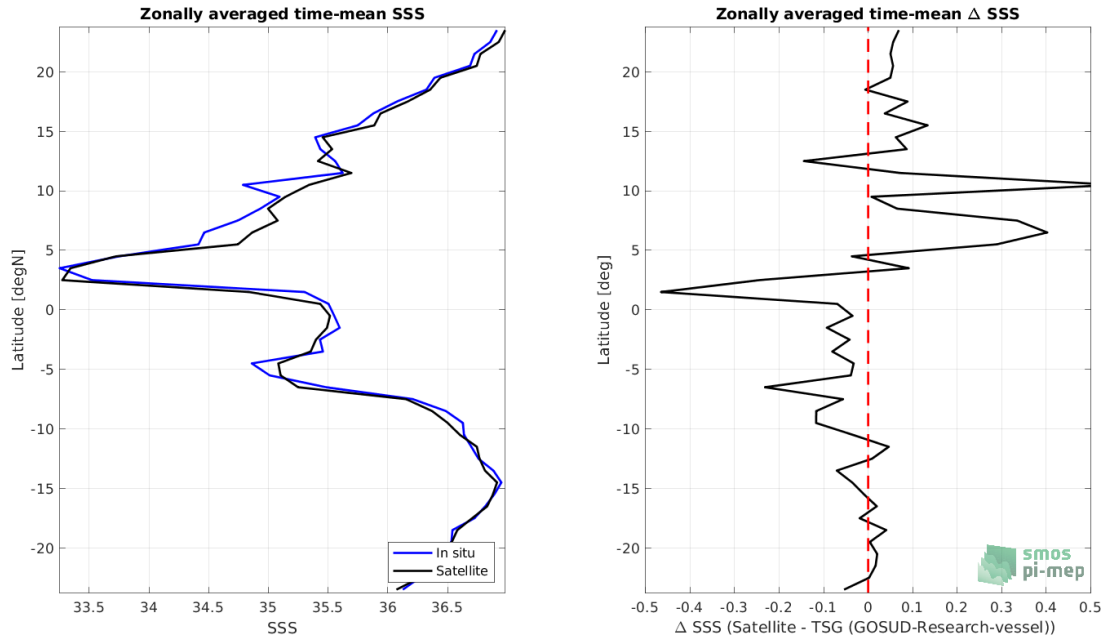 Zonally averaged time-mean SSS
Latitude [degN]
20
15
10
5
0
-5
-10
-15
-20
33.5 34 34.5 35 35.5 36 36.5
SSS
In situ
Satellite
Zonally averaged time-mean Δ SSS
Latitude [deg]
20
15
10
5
0
-5
-10
-15
-20
-0.5 -0.4 -0.3 -0.2 -0.1 0 0.1 0.2 0.3 0.4 0.5
Δ SSS (Satellite - TSG (GOSUD-Research-vessel))
smos
pi-mep